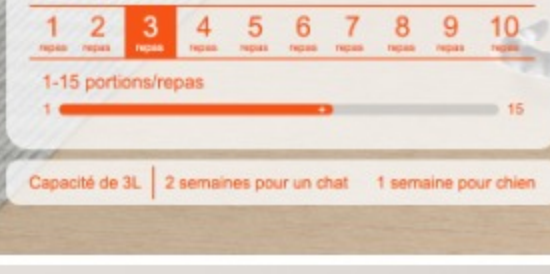 1 2 3 4 5 6 7 8 9 10
repas repas repas repas repas repas repas repas repas repas
1-15 portions/repas
1 15
Capacité de 3L 2 semaines pour un chat 1 semaine pour chien